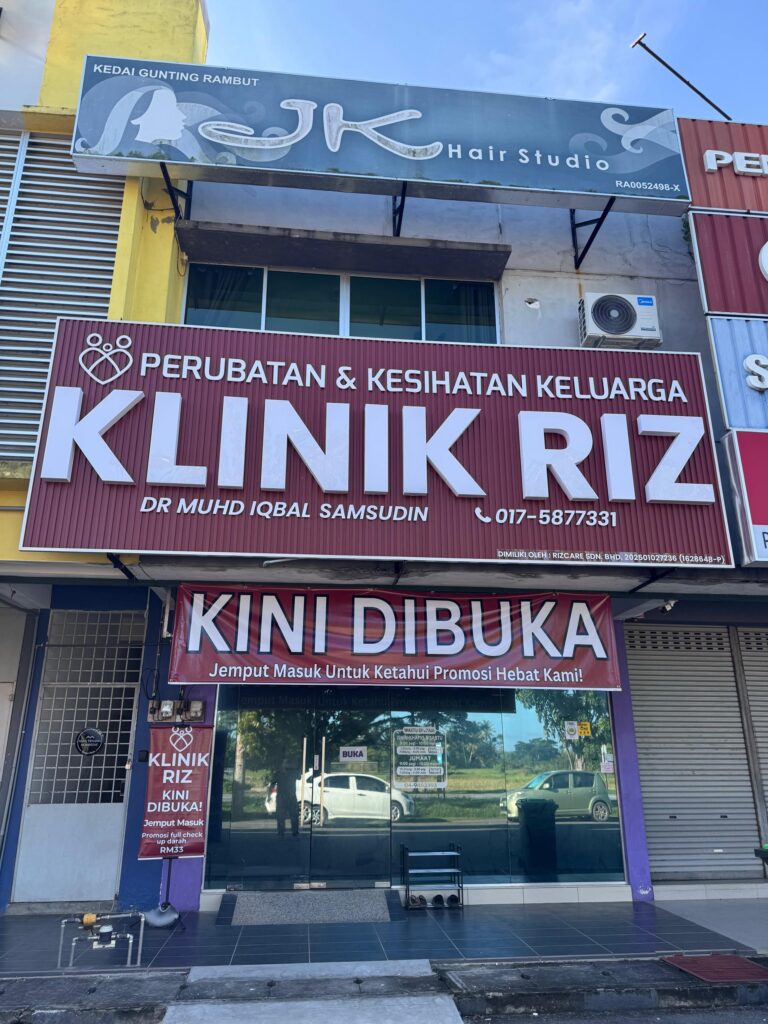 KEDAI GUNTING RAMBUT
JK
Hair Studio
RA0052498-X
PERUBATAN & KESIHATAN KELUARGA
KLINIK RIZ
DR MUHD IQBAL SAMSUDIN
017-5877331
DIMILIKI OLEH : RIZCARE SDN. BHD. 202501027236 (1628648-P)
KINI DIBUKA
Jemput Masuk Untuk Ketahui Promosi Hebat Kami!
KLINIK
RIZ
KINI
DIBUKA!
Jemput Masuk
Promosi full check
up darah
RM33
BUKA
JUMAAT
Midea